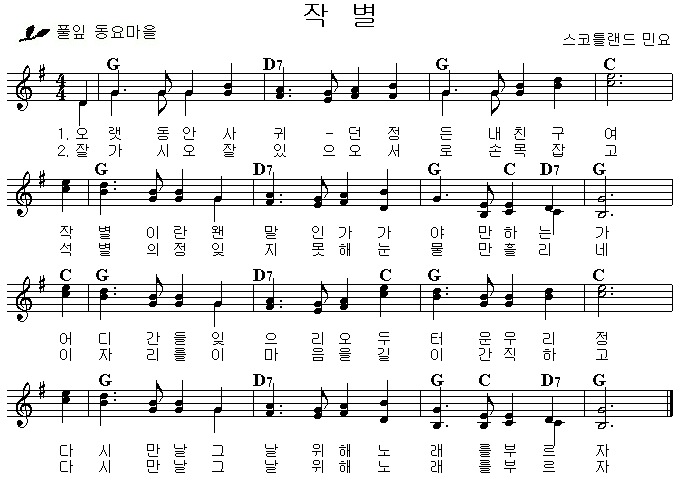 작 별
풀잎 동요마을
스코틀랜드 민요
G D7 G C
4
4
1. 오 랫 동 안 사 귀 - 던 정 든 내 친 구 여
2. 잘 가 시 오 잘 있 으 오 서 로 손 목 잡 고
G D7 G C D7 G
작 별 이 란 왠 말 인 가 가 야 만 하 는 가
석 별 의 정 잊 지 못 해 눈 물 만 흘 리 네
C G D7 C G C
어 디 간 들 잊 으 리 오 두 터 운 우 리 정
이 자 리 를 이 마 음 을 길 이 간 직 하 고
G D7 G C D7 G
다 시 만 날 그 날 위 해 노 래 를 부 르 자
다 시 만 날 그 날 위 해 노 래 를 부 르 자